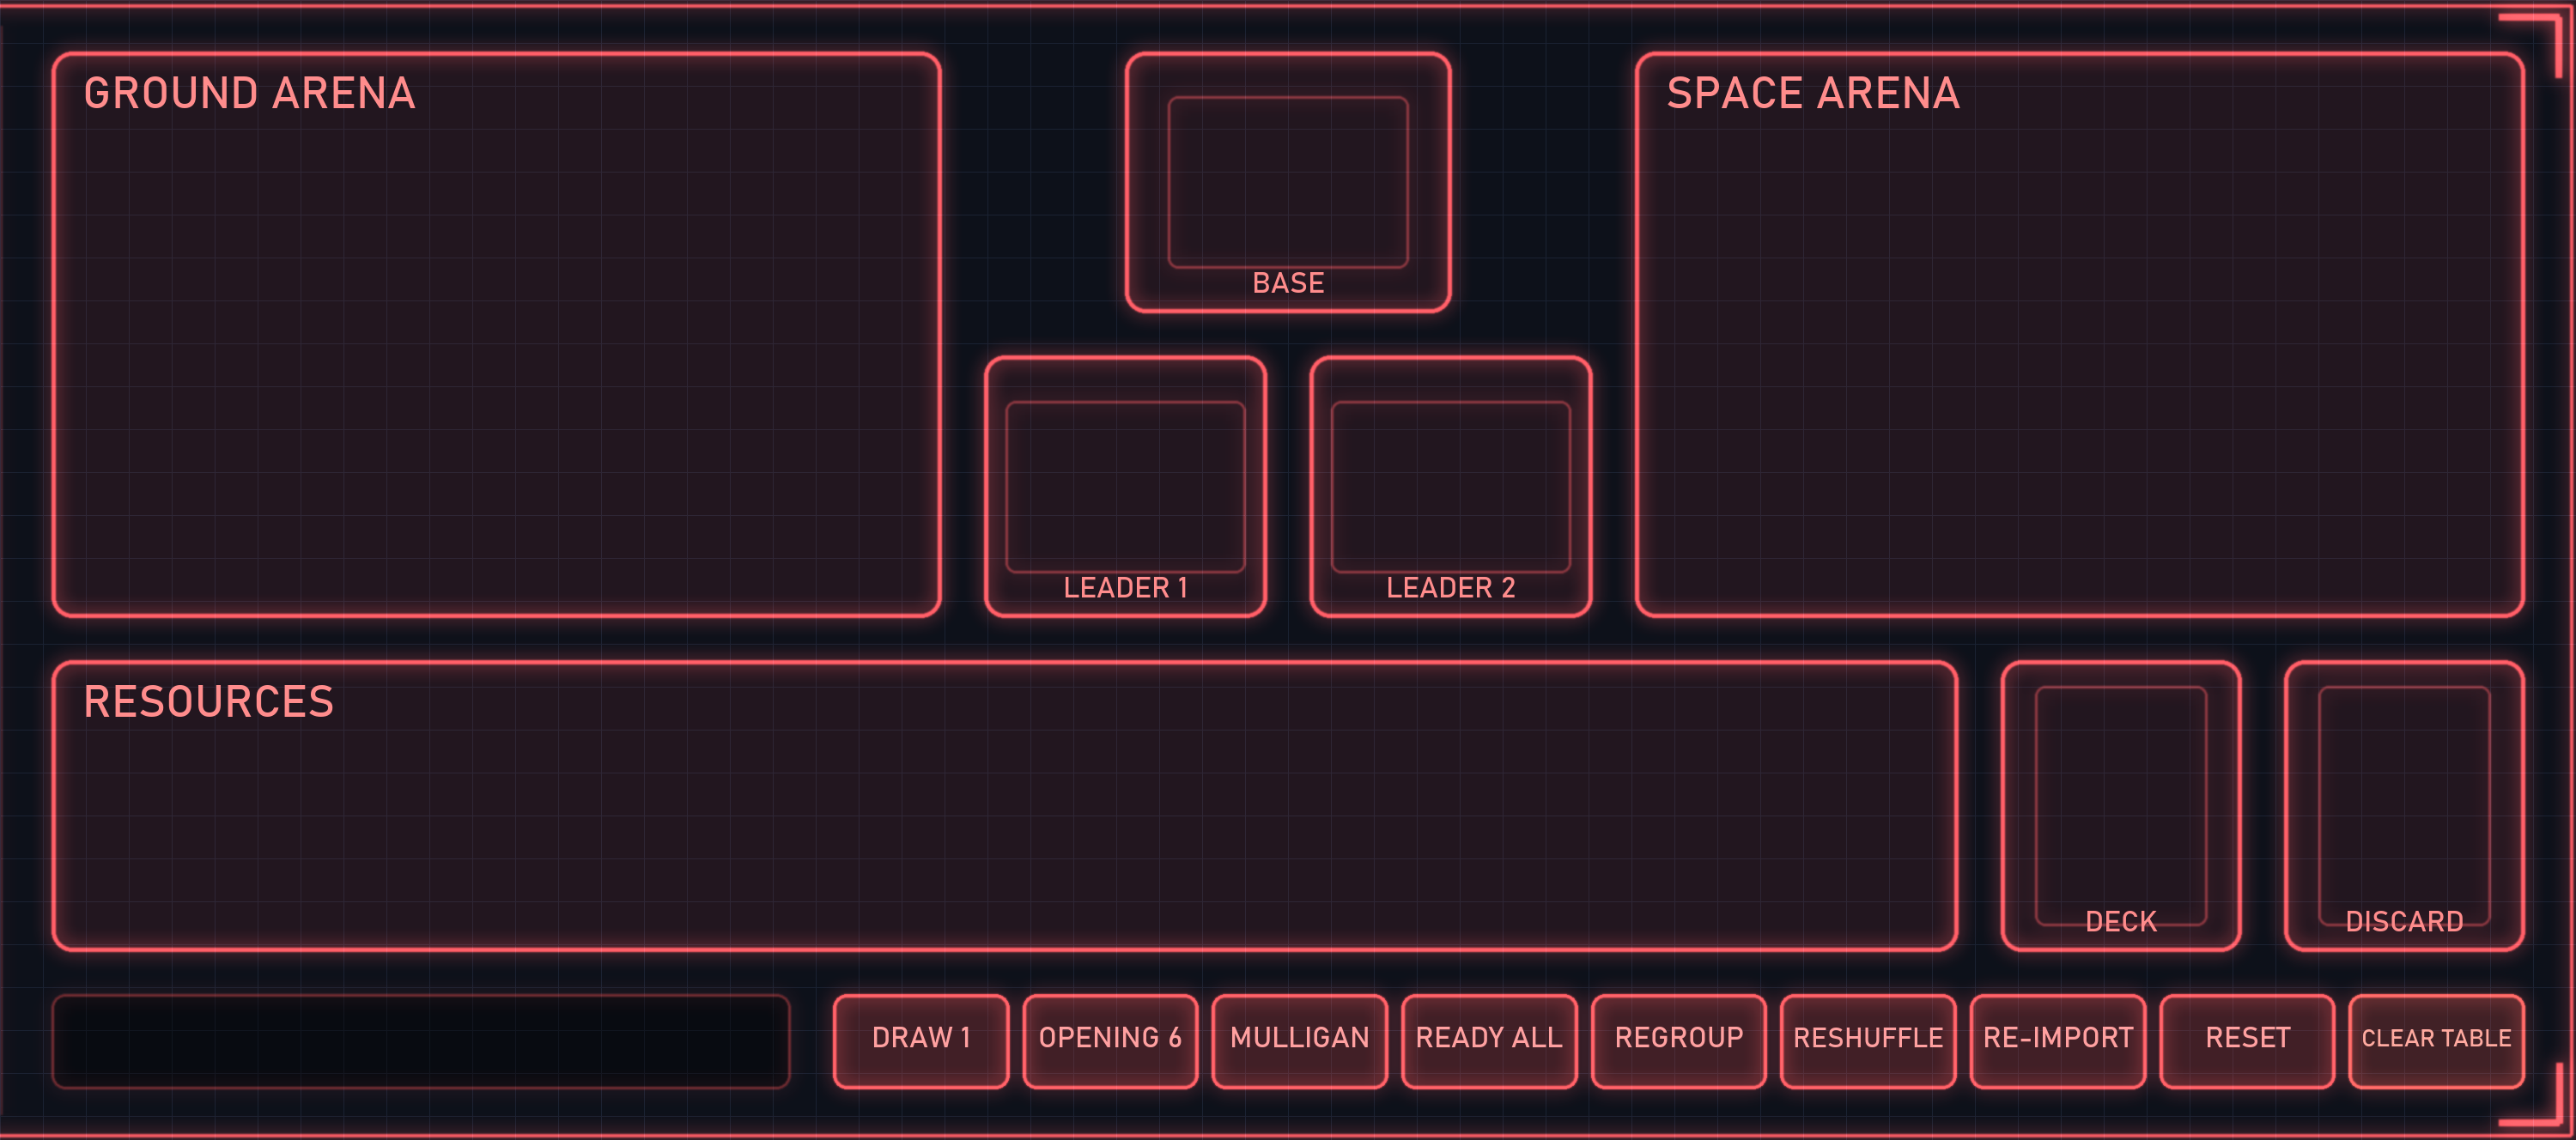 GROUND ARENA
SPACE ARENA
BASE
LEADER 1
LEADER 2
RESOURCES
DECK
DISCARD
DRAW 1
OPENING 6
MULLIGAN
READY ALL
REGROUP
RESHUFFLE
RE-IMPORT
RESET
CLEAR TABLE